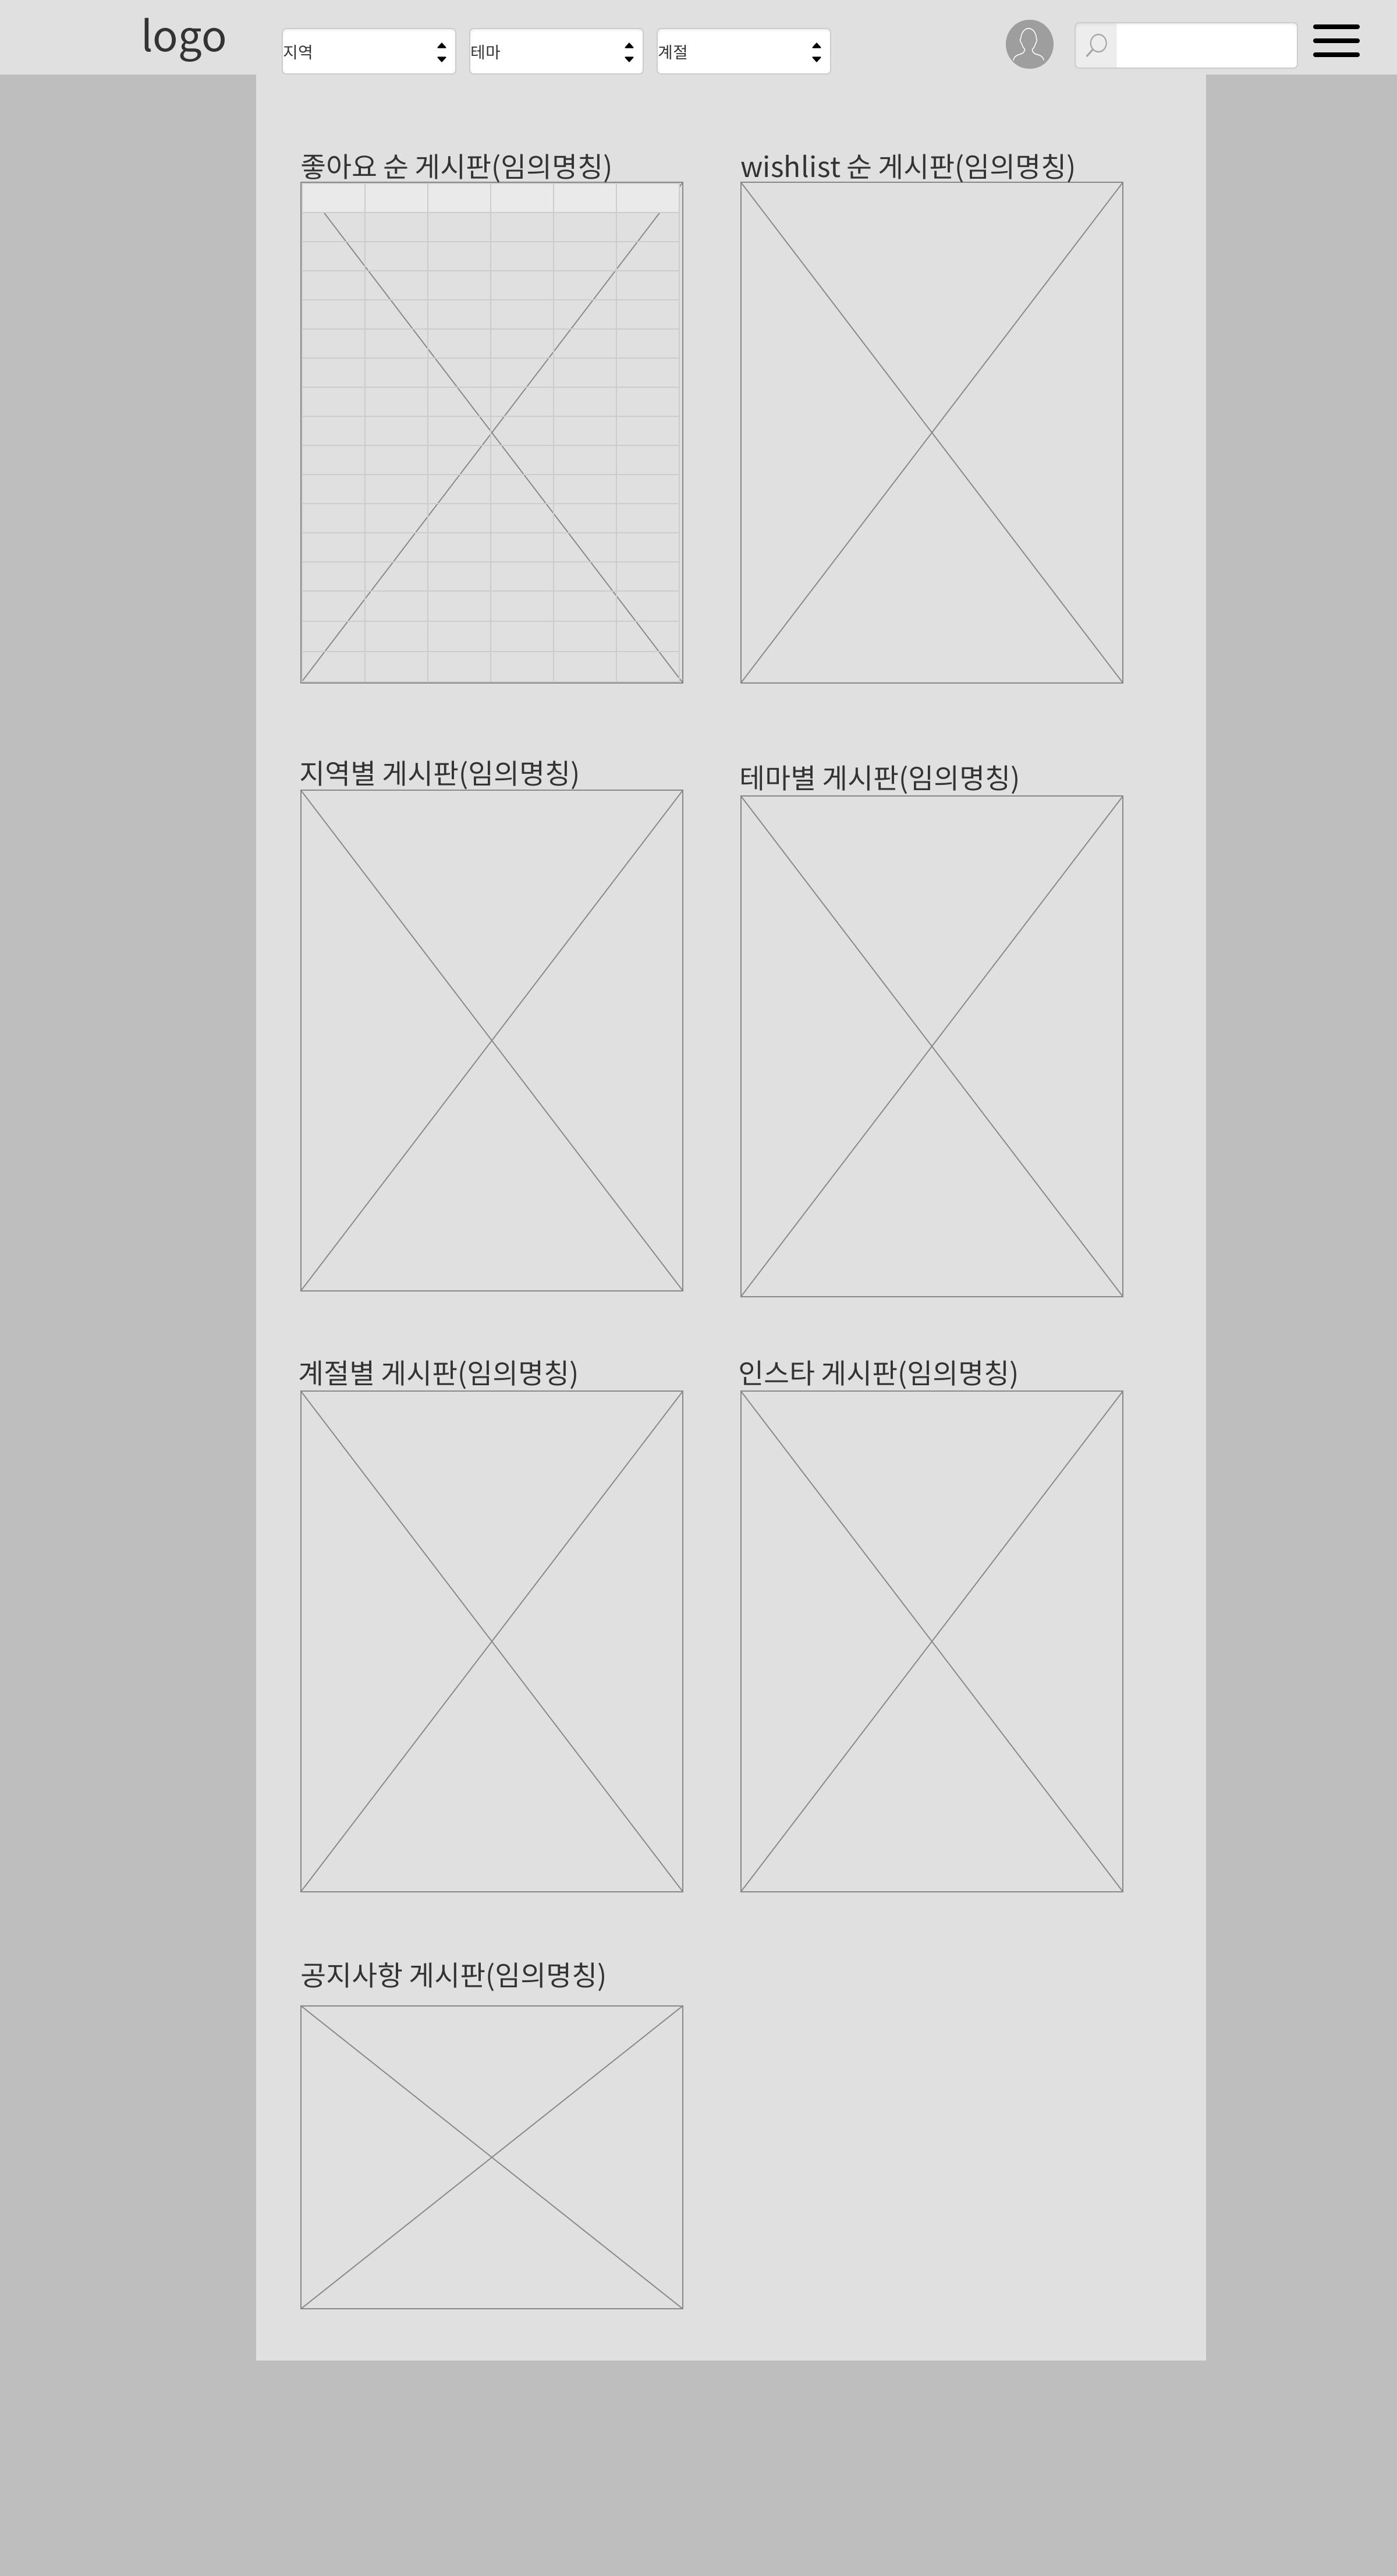 logo
지역
테마
계절
좋아요 순 게시판(임의명칭)
wishlist 순 게시판(임의명칭)
지역별 게시판(임의명칭)
테마별 게시판(임의명칭)
계절별 게시판(임의명칭)
인스타 게시판(임의명칭)
공지사항 게시판(임의명칭)